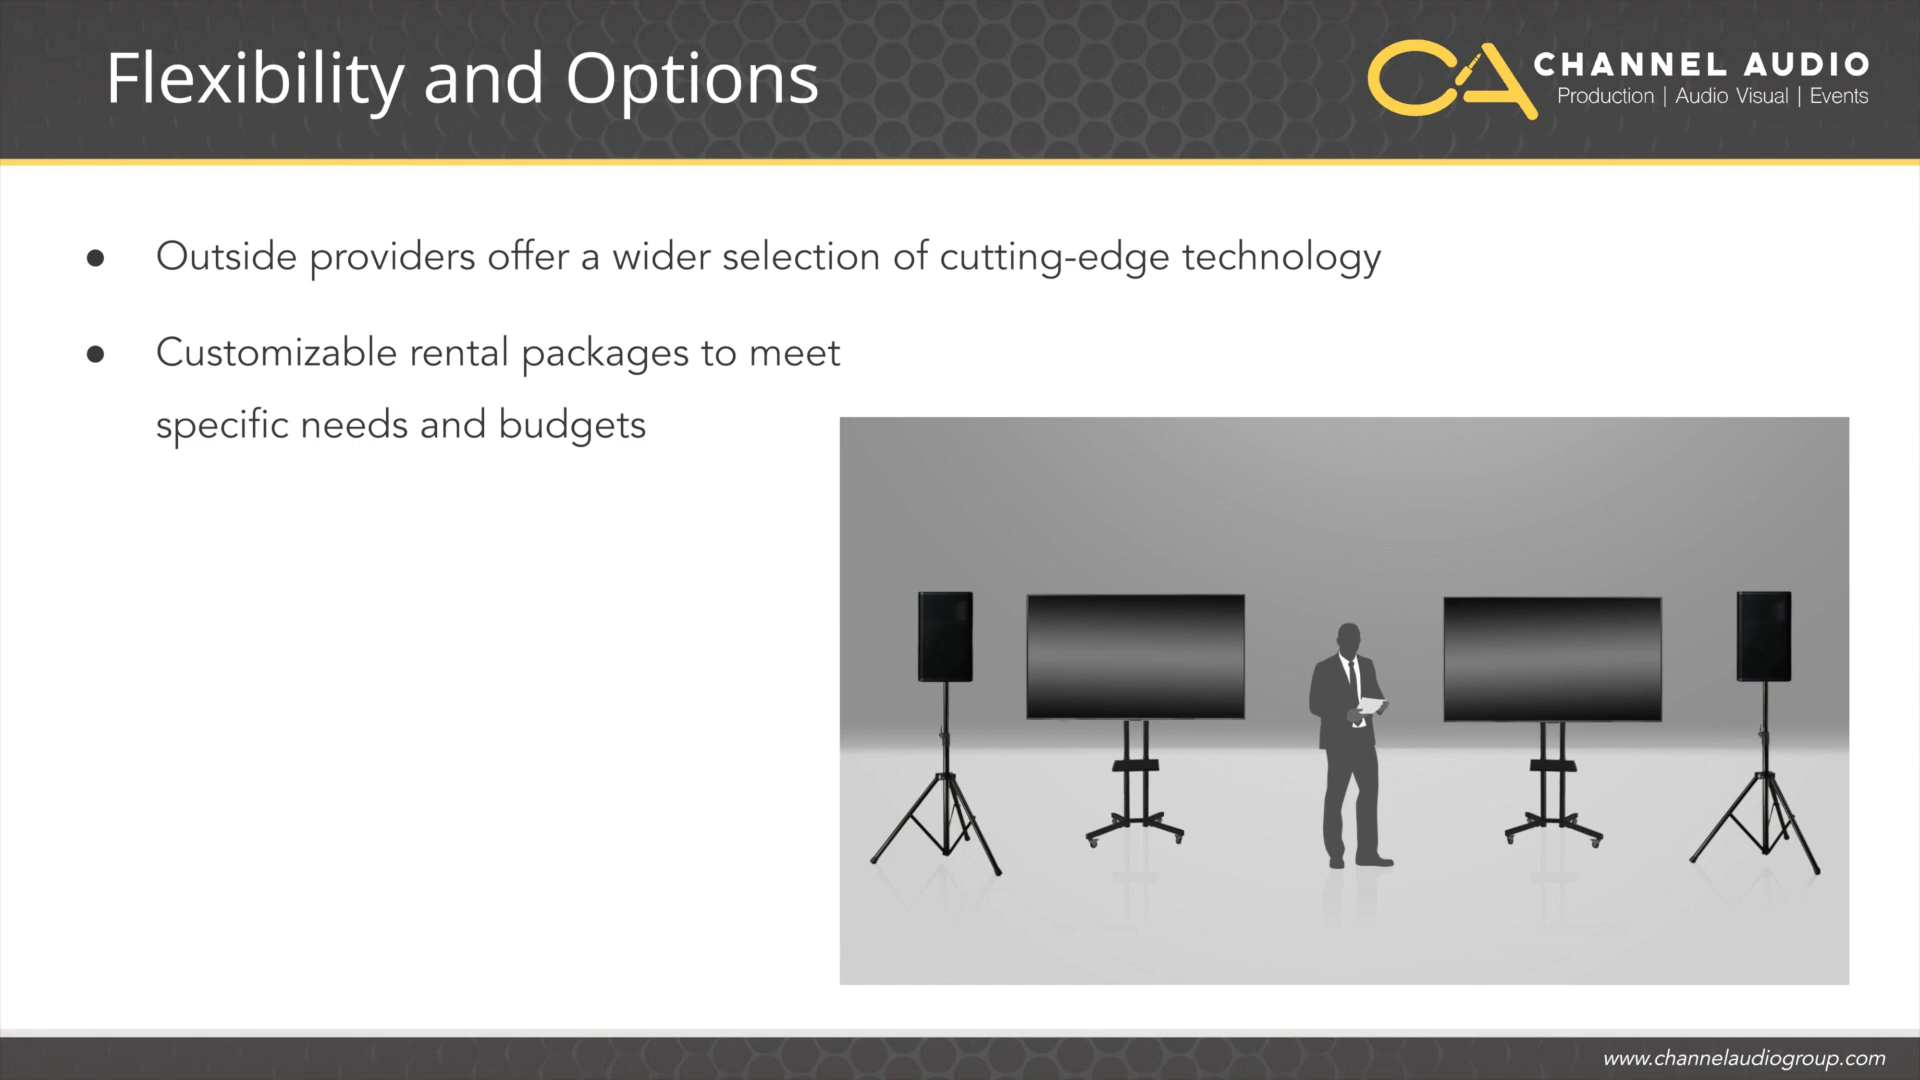 Flexibility and Options
CHANNEL AUDIO
Production | Audio Visual | Events
● Outside providers offer a wider selection of cutting-edge technology
● Customizable rental packages to meet
specific needs and budgets
www.channelaudiogroup.com